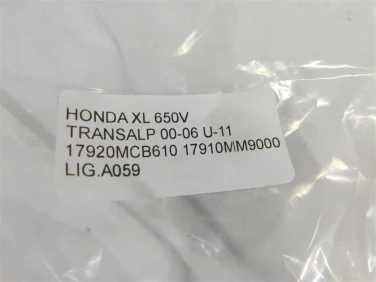 HONDA XL 650V
TRANSALP 00-06 U-11
17920MCB610 17910MM9000
LIG.A059